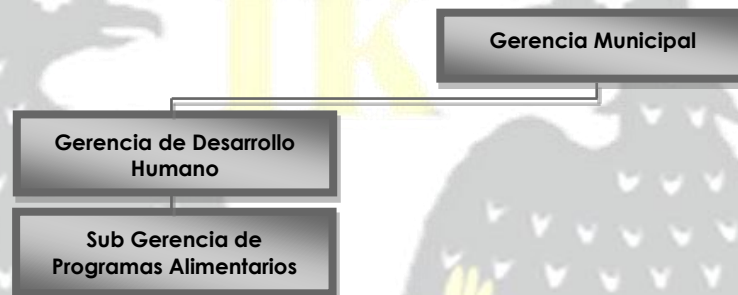 Gerencia Municipal
Gerencia de Desarrollo
Humano
Sub Gerencia de
Programas Alimentarios